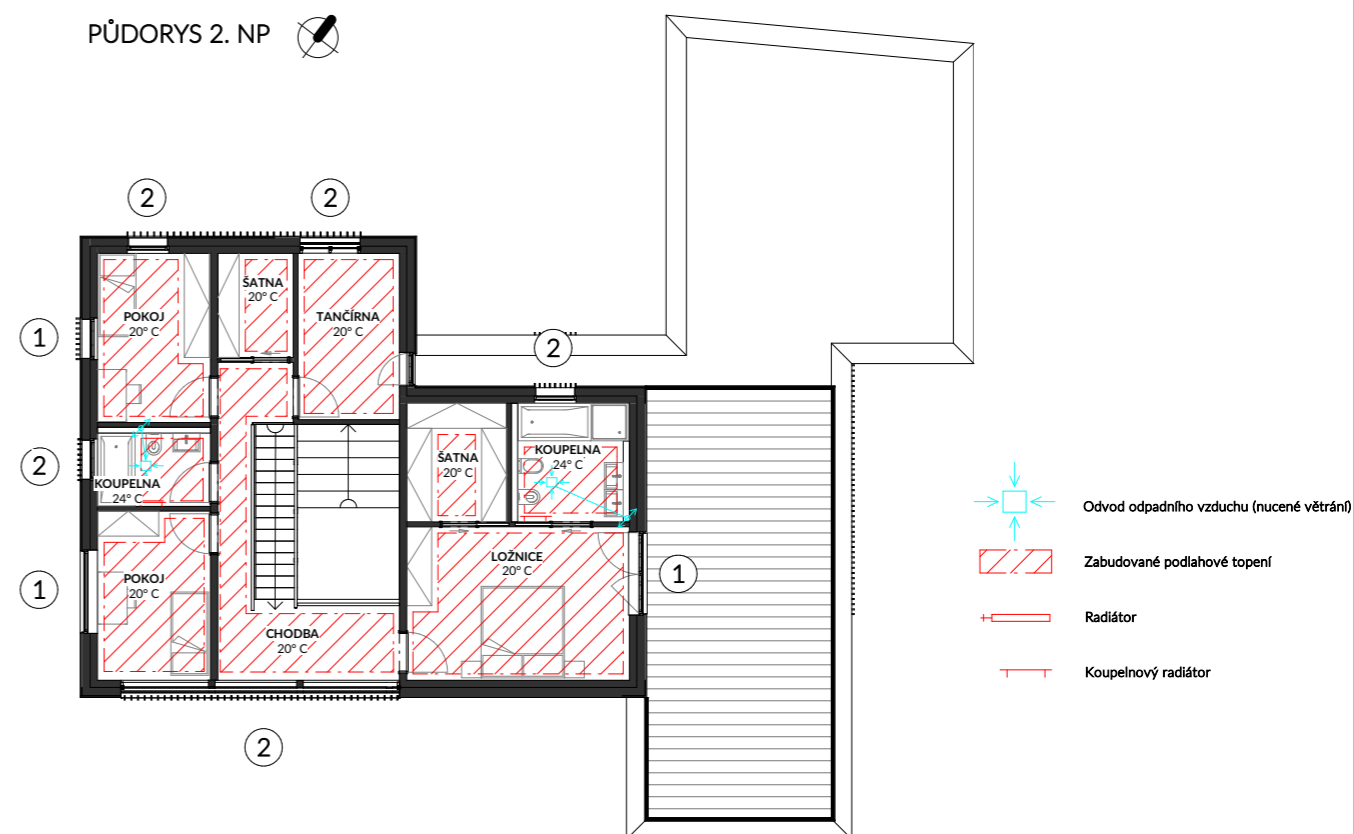 PŮDORYS 2. NP
2
2
ŠATNA
20° C
POKOJ
20° C
TANČÍRNA
20° C
1
2
2
KOUPELNA
24° C
ŠATNA
20° C
KOUPELNA
24° C
Odvod odpadního vzduchu (nucené větrání)
Zabudované podlahové topení
LOŽNICE
20° C
1
POKOJ
20° C
1
Radiátor
CHODBA
20° C
Koupelnový radiátor
2